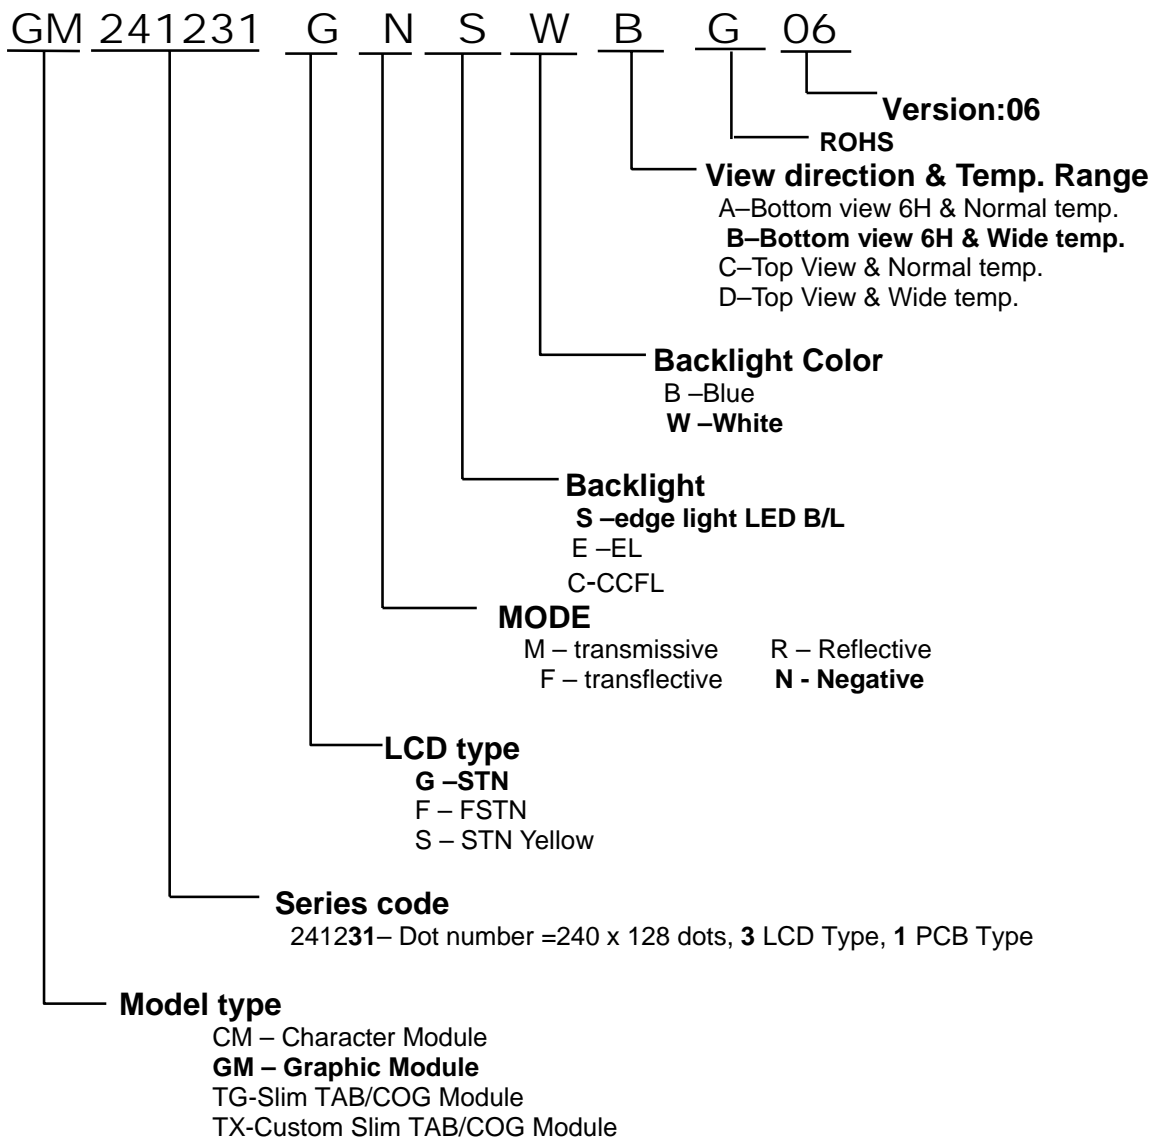 GM 241231 G N S W B G 06
Version:06
ROHS
View direction & Temp. Range
A–Bottom view 6H & Normal temp.
B–Bottom view 6H & Wide temp.
C–Top View & Normal temp.
D–Top View & Wide temp.
Backlight Color
B –Blue
W –White
Backlight
S –edge light LED B/L
E –EL
C-CCFL
MODE
M – transmissive R – Reflective
F – transflective N - Negative
LCD type
G –STN
F – FSTN
S – STN Yellow
Series code
241231– Dot number =240 x 128 dots, 3 LCD Type, 1 PCB Type
Model type
CM – Character Module
GM – Graphic Module
TG-Slim TAB/COG Module
TX-Custom Slim TAB/COG Module